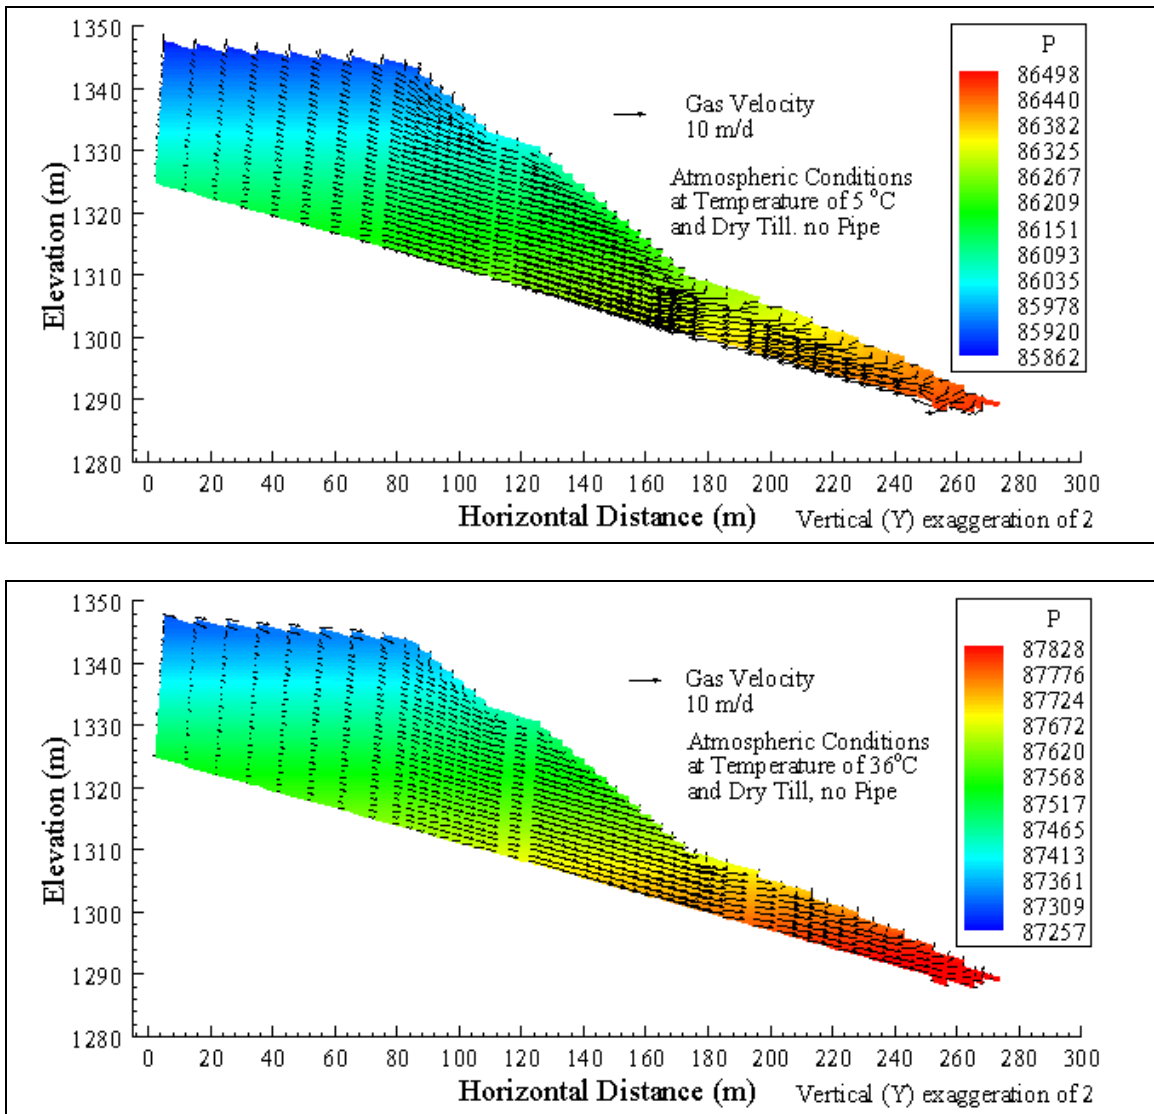 1350
1340
1330
1320
1310
1300
1290
1280
Elevation (m)
0 20 40 60 80 100 120 140 160 180 200 220 240 260 280 300
Horizontal Distance (m)
Vertical (Y) exaggeration of 2
Gas Velocity
10 m/d
Atmospheric Conditions
at Temperature of 5 °C
and Dry Till. no Pipe
P
86498
86440
86382
86325
86267
86209
86151
86093
86035
85978
85920
85862
1350
1340
1330
1320
1310
1300
1290
1280
Elevation (m)
0 20 40 60 80 100 120 140 160 180 200 220 240 260 280 300
Horizontal Distance (m)
Vertical (Y) exaggeration of 2
Gas Velocity
10 m/d
Atmospheric Conditions
at Temperature of 36°C
and Dry Till, no Pipe
P
87828
87776
87724
87672
87620
87568
87517
87465
87413
87361
87309
87257